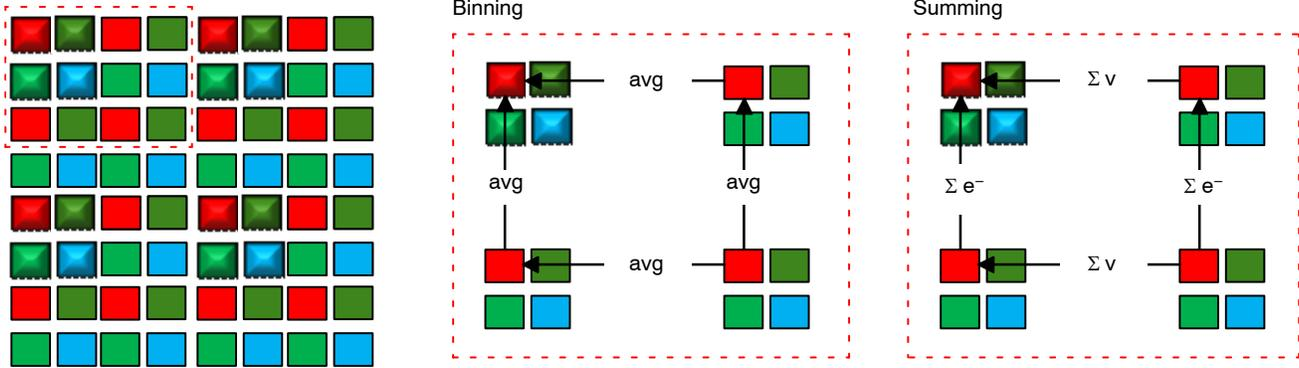 Binning
avg
avg
avg
avg
Summing
Σ v
Σ e⁻
Σ e⁻
Σ v